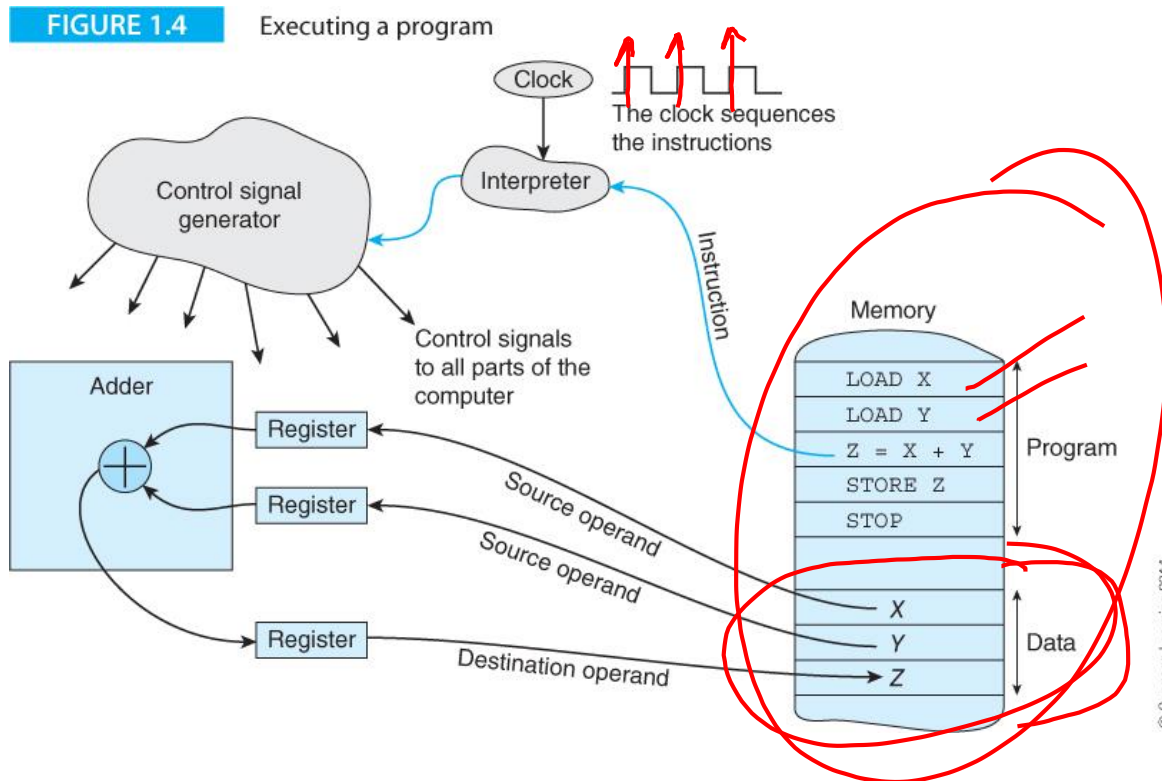 FIGURE 1.4 Executing a program
Clock
The clock sequences
the instructions
Interpreter
Control signal
generator
Instruction
Control signals
to all parts of the
computer
Memory
LOAD X
LOAD Y
Z = X + Y
STORE Z
STOP
Program
X
Y
Z
Data
Adder
Register
Register
Register
Source operand
Source operand
Destination operand